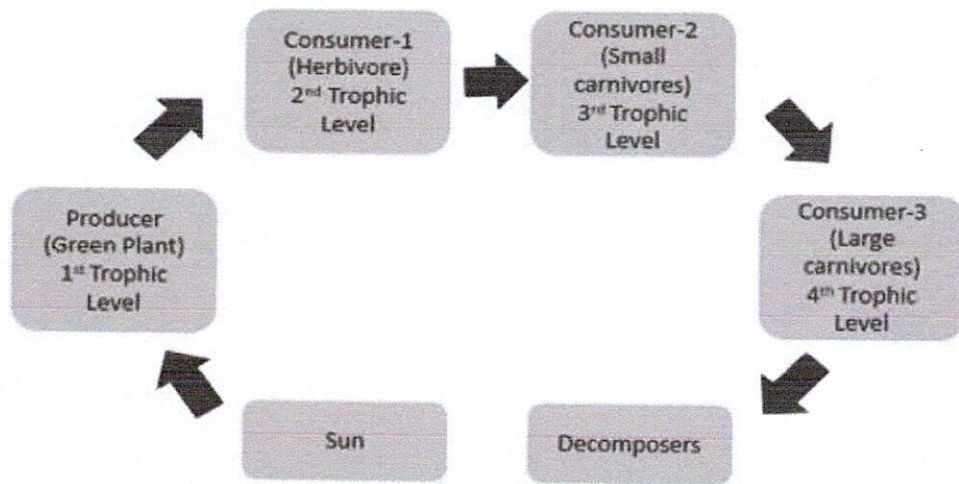 Consumer-1
(Herbivore)
2nd Trophic
Level
Consumer-2
(Small
carnivores)
3rd Trophic
Level
Consumer-3
(Large
carnivores)
4th Trophic
Level
Producer
(Green Plant)
1st Trophic
Level
Sun
Decomposers